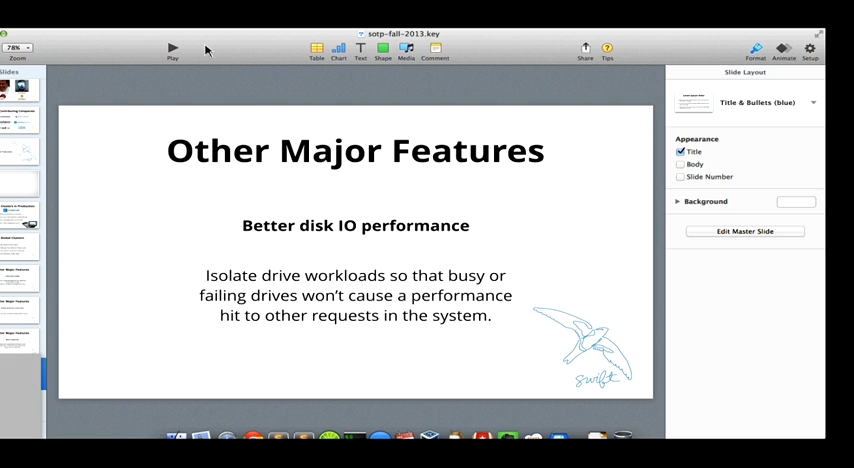 sotp-fall-2013.key
78%
Zoom
Play
Table
Chart
Text
Shape
Media
Comment
Share
Tips
Format
Animate
Setup
Slides
Slide Layout
Title & Bullets (blue)
Appearance
Title
Body
Slide Number
Background
Edit Master Slide
Other Major Features
Better disk IO performance
Isolate drive workloads so that busy or
failing drives won't cause a performance
hit to other requests in the system.
swift